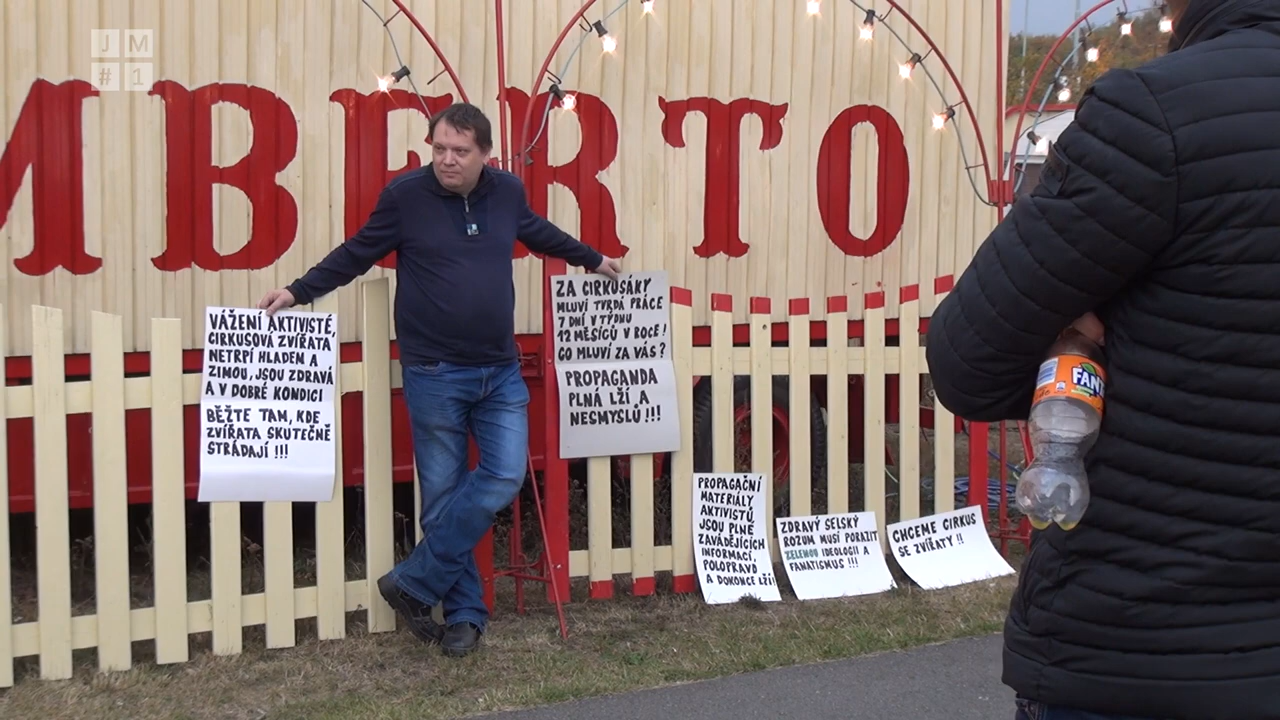 JM
#1
MBERTO
VÁŽENÍ AKTIVISTÉ,
CIRKUSOVÁ ZVÍŘATA
NETRPÍ HLADEM A
ZIMOU, JSOU ZDRAVÁ
A V DOBRÉ KONDICI
BĚŽTE TAM, KDE
ZVÍŘATA SKUTEČNĚ
STRÁDAJÍ !!!
ZA CIRKUSÁKY
MLUVÍ TVRDÁ PRÁCE
7 DNÍ V TÝDNU
12 MĚSÍCŮ V ROCE !
CO MLUVÍ ZA VÁS ?
PROPAGANDA
PLNÁ LŽÍ A
NESMYSLŮ !!!
PROPAGAČNÍ
MATERIÁLY
AKTIVISTŮ
JSOU PLNÉ
ZAVÁDĚJÍCÍCH
INFORMACÍ,
POLOPRAVD
A DOKONCE LŽÍ!
ZDRAVÝ SELSKÝ
ROZUM MUSÍ PORAZIT
ZELENOU IDEOLOGII A
FANATISMUS !!!
CHCEME CIRKUS
SE ZVÍŘATY !!
FANT